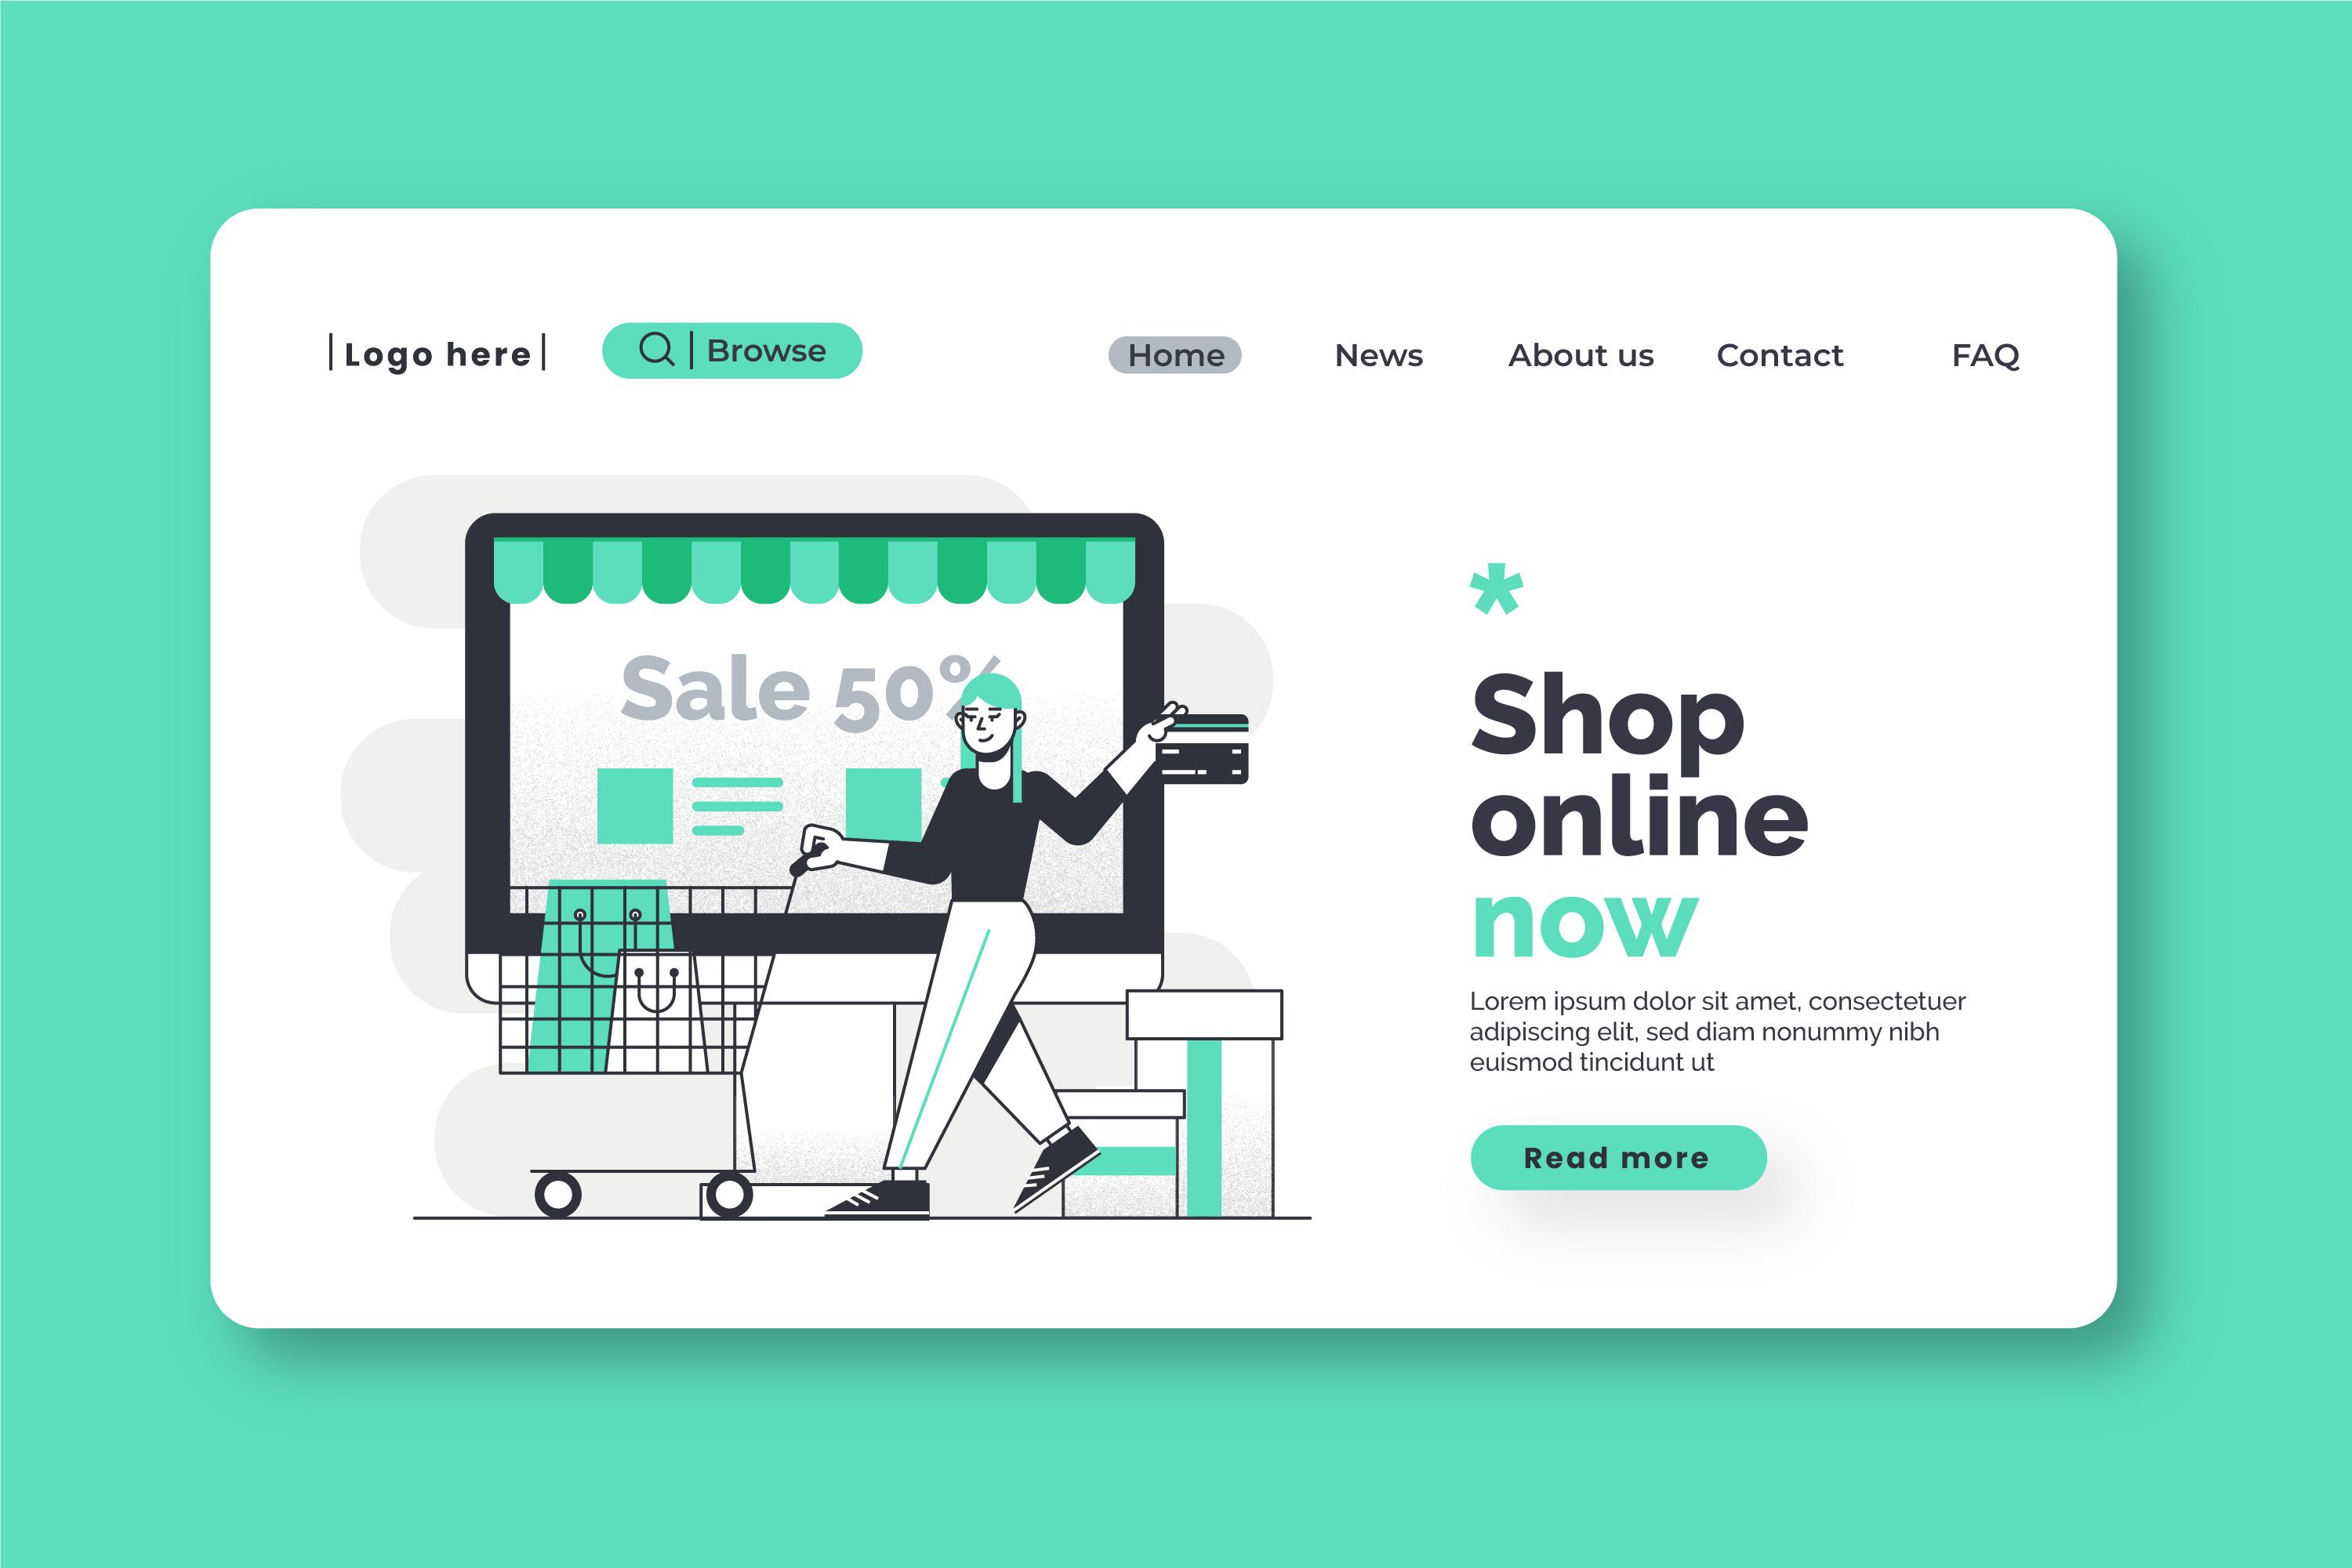 Logo here
Browse
Home
News
About us
Contact
FAQ
Sale 50%
*
Shop
online
now
Lorem ipsum dolor sit amet, consectetuer
adipiscing elit, sed diam nonummy nibh
euismod tincidunt ut
Read more